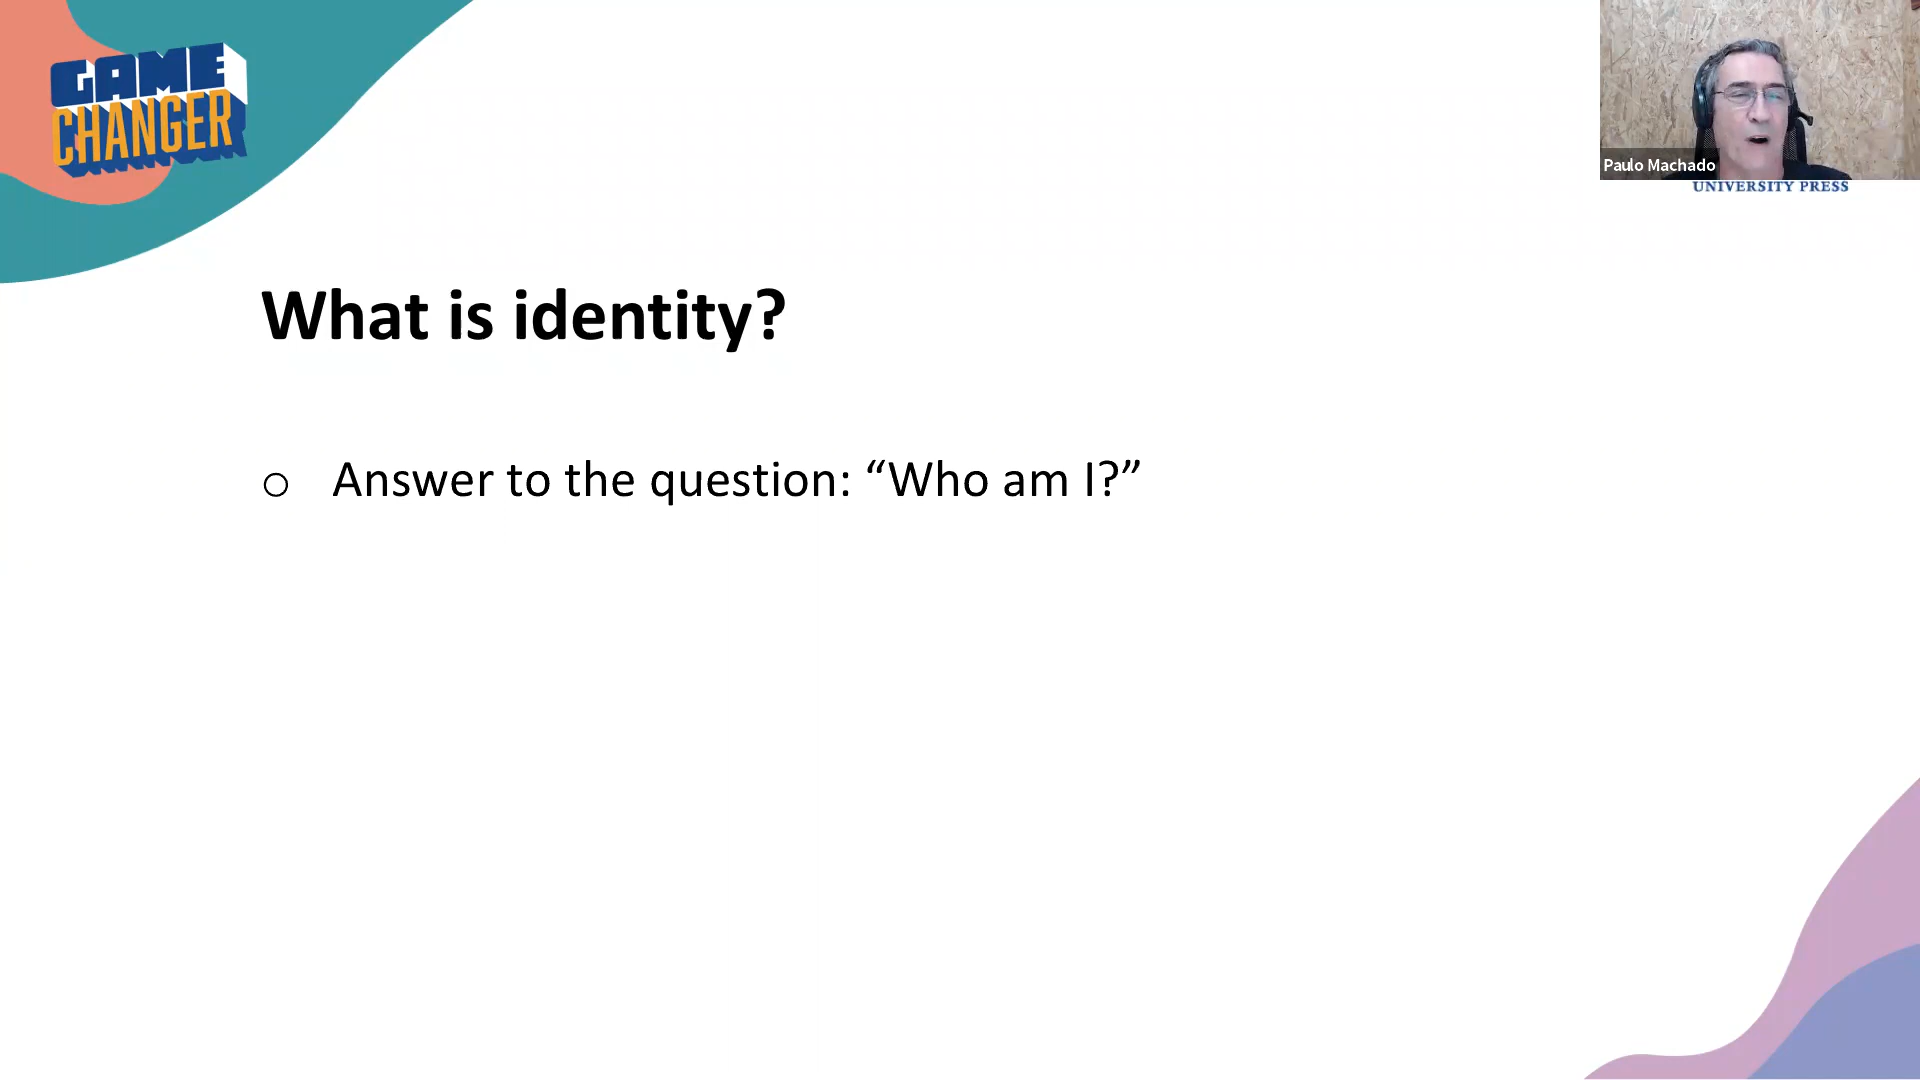 GAME
CHANGER
Paulo Machado
UNIVERSITY PRESS
What is identity?
o Answer to the question: “Who am I?”